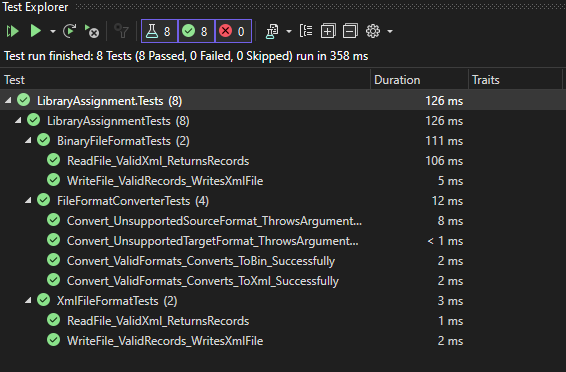 Test Explorer
8 8 0
Test run finished: 8 Tests (8 Passed, 0 Failed, 0 Skipped) run in 358 ms
Test Duration Traits
LibraryAssignment.Tests (8) 126 ms
LibraryAssignmentTests (8) 126 ms
BinaryFileFormatTests (2) 111 ms
ReadFile_ValidXml_ReturnsRecords 106 ms
WriteFile_ValidRecords_WritesXmlFile 5 ms
FileFormatConverterTests (4) 12 ms
Convert_UnsupportedSourceFormat_ThrowsArgument... 8 ms
Convert_UnsupportedTargetFormat_ThrowsArgument... < 1 ms
Convert_ValidFormats_Converts_ToBin_Successfully 2 ms
Convert_ValidFormats_Converts_ToXml_Successfully 2 ms
XmlFileFormatTests (2) 3 ms
ReadFile_ValidXml_ReturnsRecords 1 ms
WriteFile_ValidRecords_WritesXmlFile 2 ms